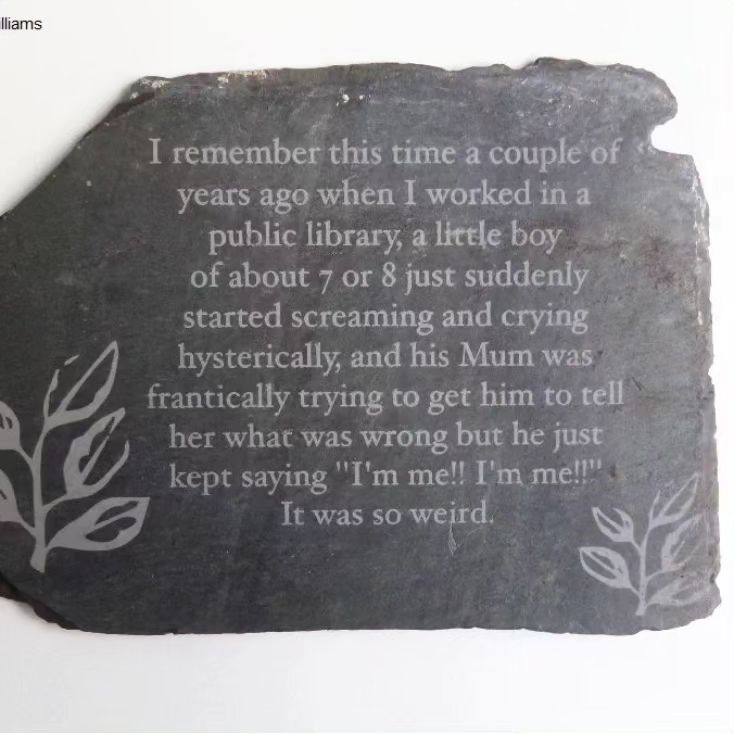 lliams
I remember this time a couple of
years ago when I worked in a
public library, a little boy
of about 7 or 8 just suddenly
started screaming and crying
hysterically, and his Mum was
frantically trying to get him to tell
her what was wrong but he just
kept saying "I'm me!! I'm me!!"
It was so weird.